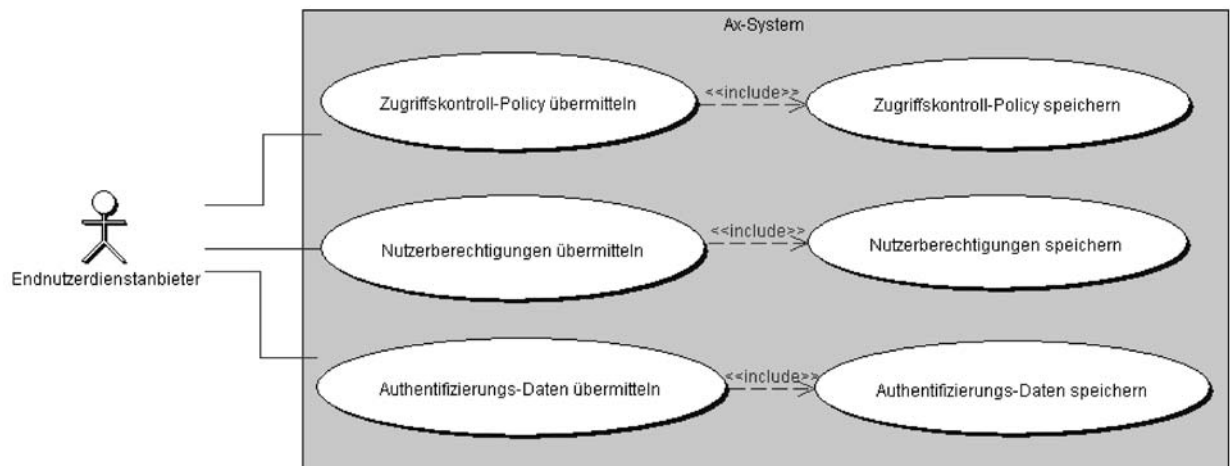 Ax-System
Zugriffskontroll-Policy übermitteln
<<include>>
Zugriffskontroll-Policy speichern
Endnutzerdienstanbieter
Nutzerberechtigungen übermitteln
<<include>>
Nutzerberechtigungen speichern
Authentifizierungs-Daten übermitteln
<<include>>
Authentifizierungs-Daten speichern